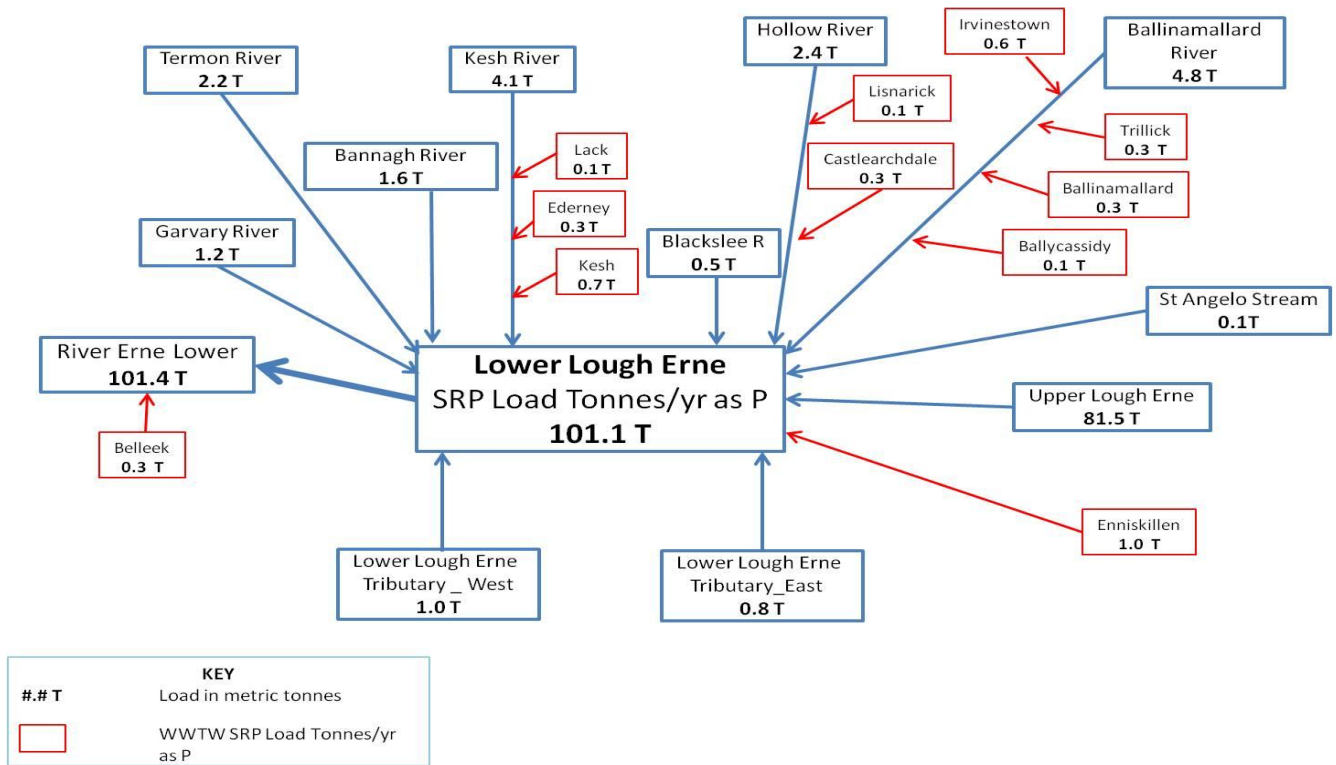 Termon River
2.2 T
Kesh River
4.1 T
Hollow River
2.4 T
Irvinestown
0.6 T
Ballinamallard
River
4.8 T
Lisnarick
0.1 T
Bannagh River
1.6 T
Lack
0.1 T
Castlearchdale
0.3 T
Trillick
0.3 T
Ballinamallard
0.3 T
Ederney
0.3 T
Garvary River
1.2 T
Blackslee R
0.5 T
Ballycassidy
0.1 T
Kesh
0.7 T
St Angelo Stream
0.1T
River Erne Lower
101.4 T
Lower Lough Erne
SRP Load Tonnes/yr as P
101.1 T
Upper Lough Erne
81.5 T
Belleek
0.3 T
Enniskillen
1.0 T
Lower Lough Erne
Tributary _ West
1.0 T
Lower Lough Erne
Tributary_East
0.8 T
KEY
#.# T Load in metric tonnes
WWTW SRP Load Tonnes/yr
as P